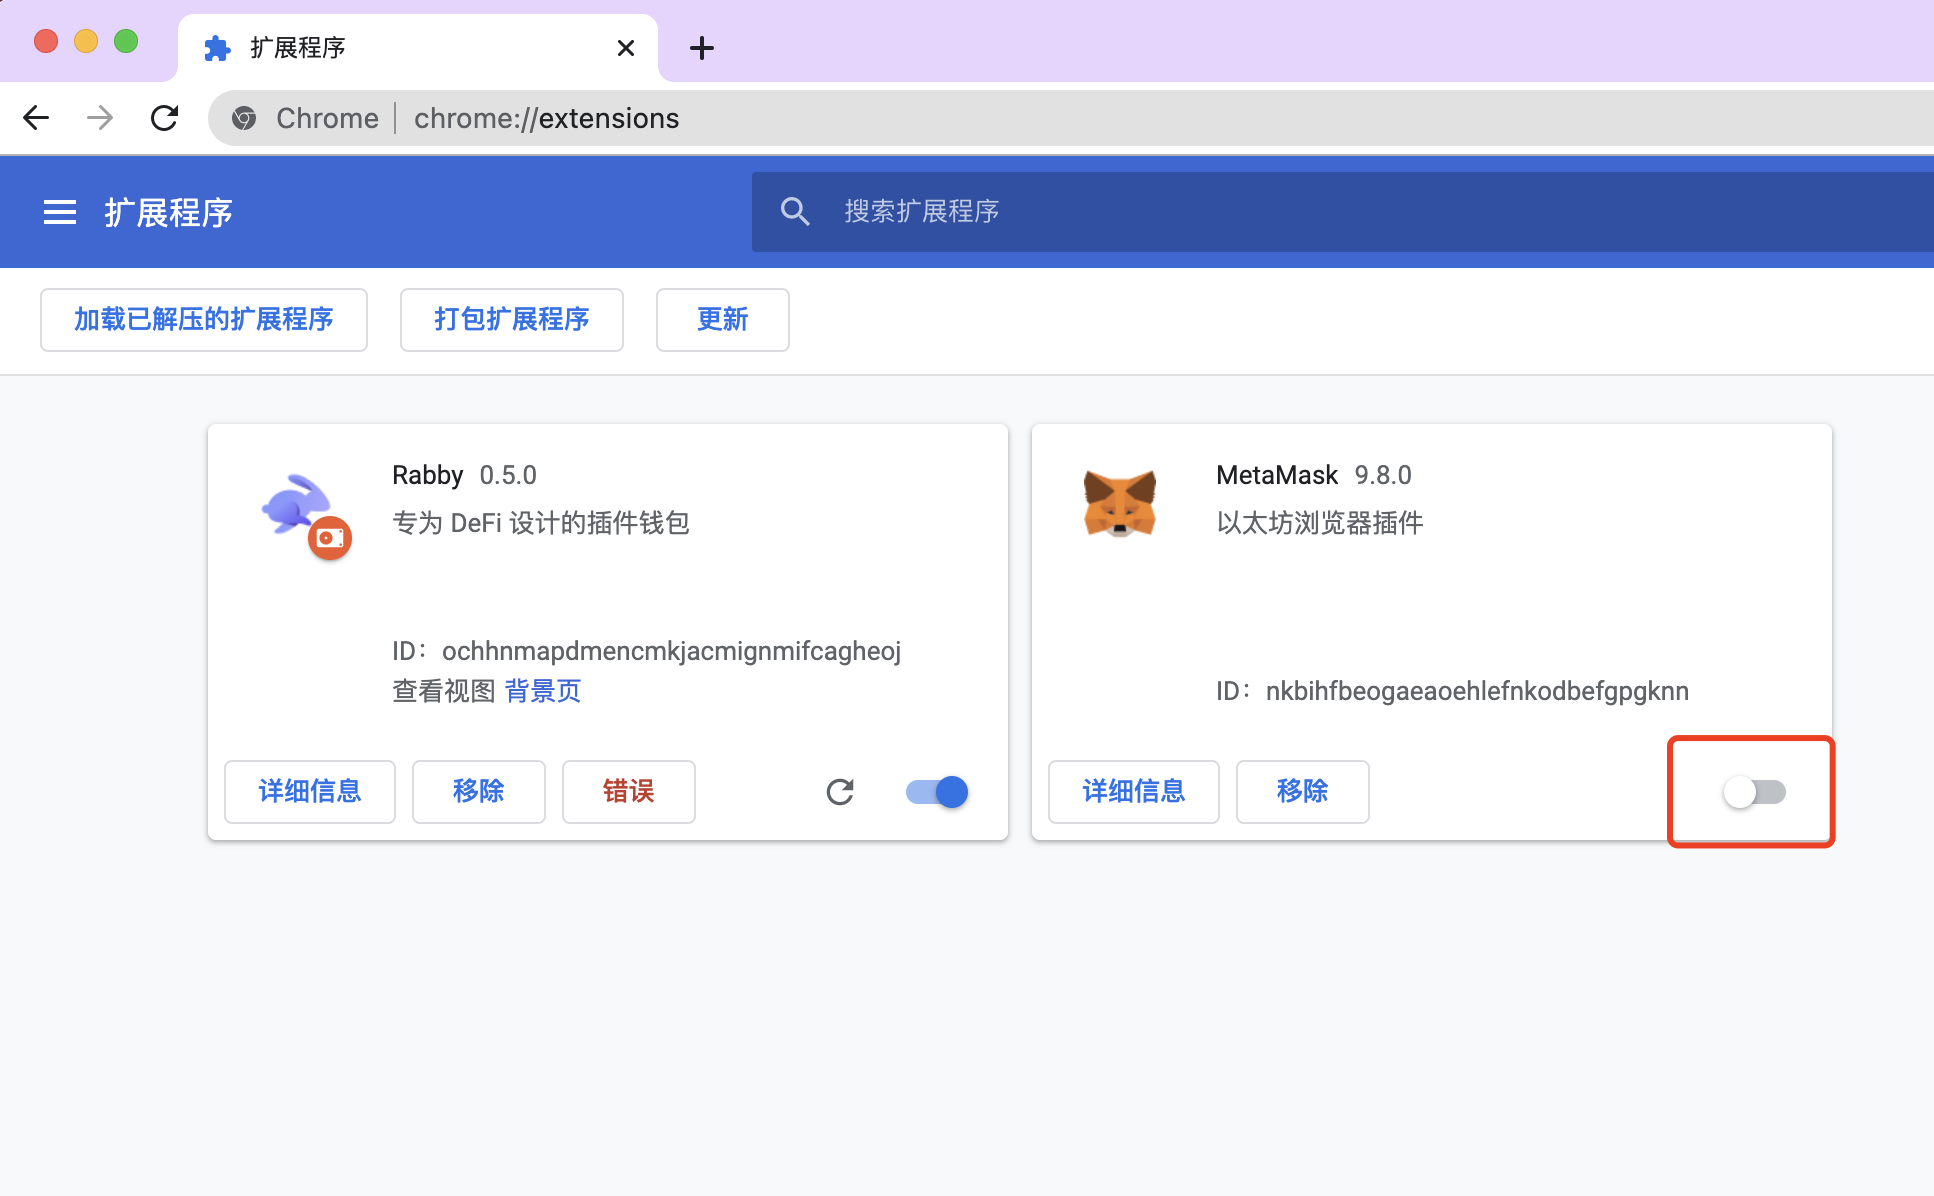 扩展程序
Chrome | chrome://extensions
扩展程序
搜索扩展程序
加载已解压的扩展程序
打包扩展程序
更新
Rabby 0.5.0
专为 DeFi 设计的插件钱包
ID：ochhnmapdmencmkjacmignmifcagheoj
查看视图 背景页
详细信息
移除
错误
MetaMask 9.8.0
以太坊浏览器插件
ID：nkbihfbeogaeaoehlefnkodbefgpgknn
详细信息
移除